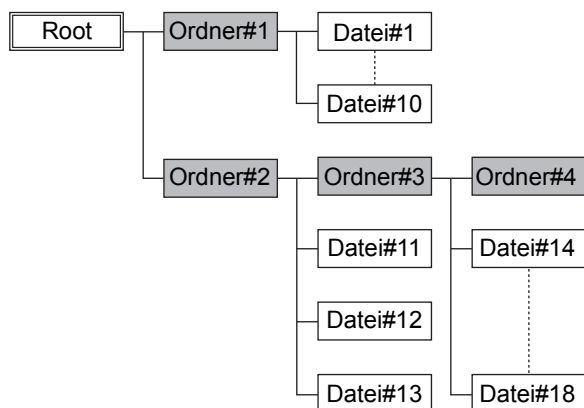 Root Ordner#1 Datei#1
Datei#10
Ordner#2 Ordner#3 Ordner#4
Datei#11 Datei#14
Datei#12
Datei#13 Datei#18